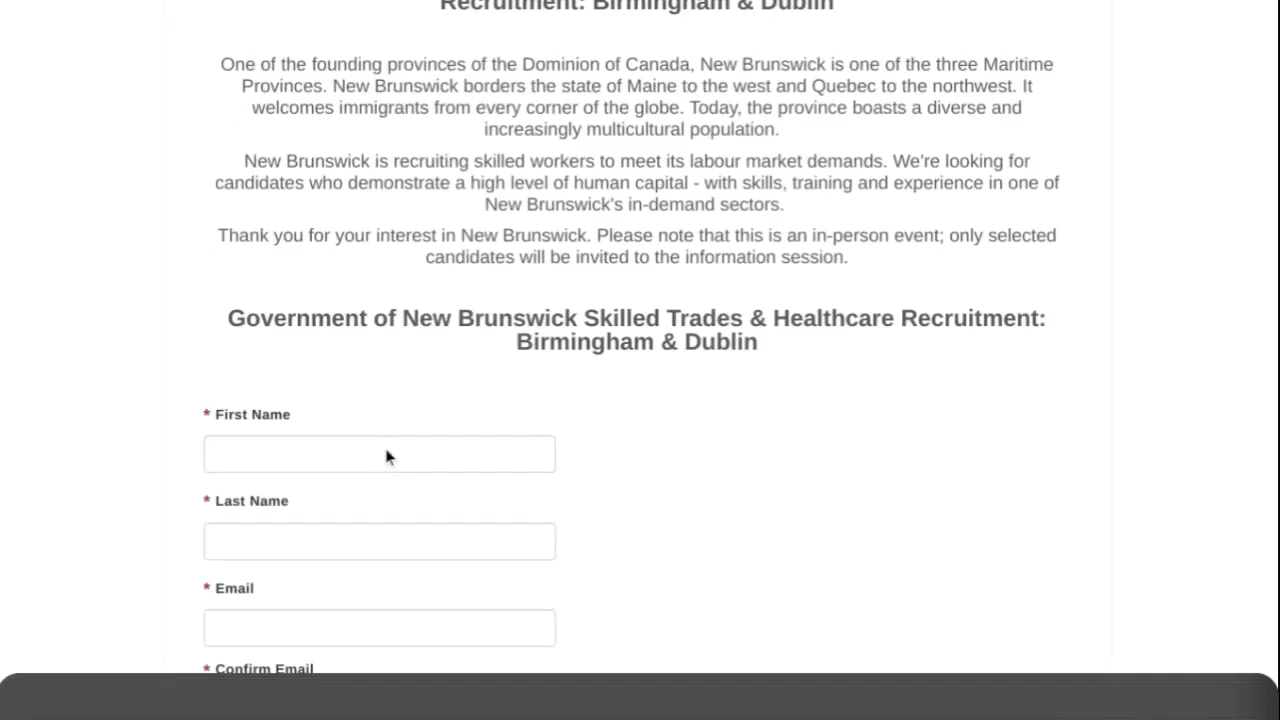 Recruitment: Birmingham & Dublin
One of the founding provinces of the Dominion of Canada, New Brunswick is one of the three Maritime
Provinces. New Brunswick borders the state of Maine to the west and Quebec to the northwest. It
welcomes immigrants from every corner of the globe. Today, the province boasts a diverse and
increasingly multicultural population.
New Brunswick is recruiting skilled workers to meet its labour market demands. We're looking for
candidates who demonstrate a high level of human capital - with skills, training and experience in one of
New Brunswick's in-demand sectors.
Thank you for your interest in New Brunswick. Please note that this is an in-person event; only selected
candidates will be invited to the information session.
Government of New Brunswick Skilled Trades & Healthcare Recruitment:
Birmingham & Dublin
* First Name
* Last Name
* Email
* Confirm Email